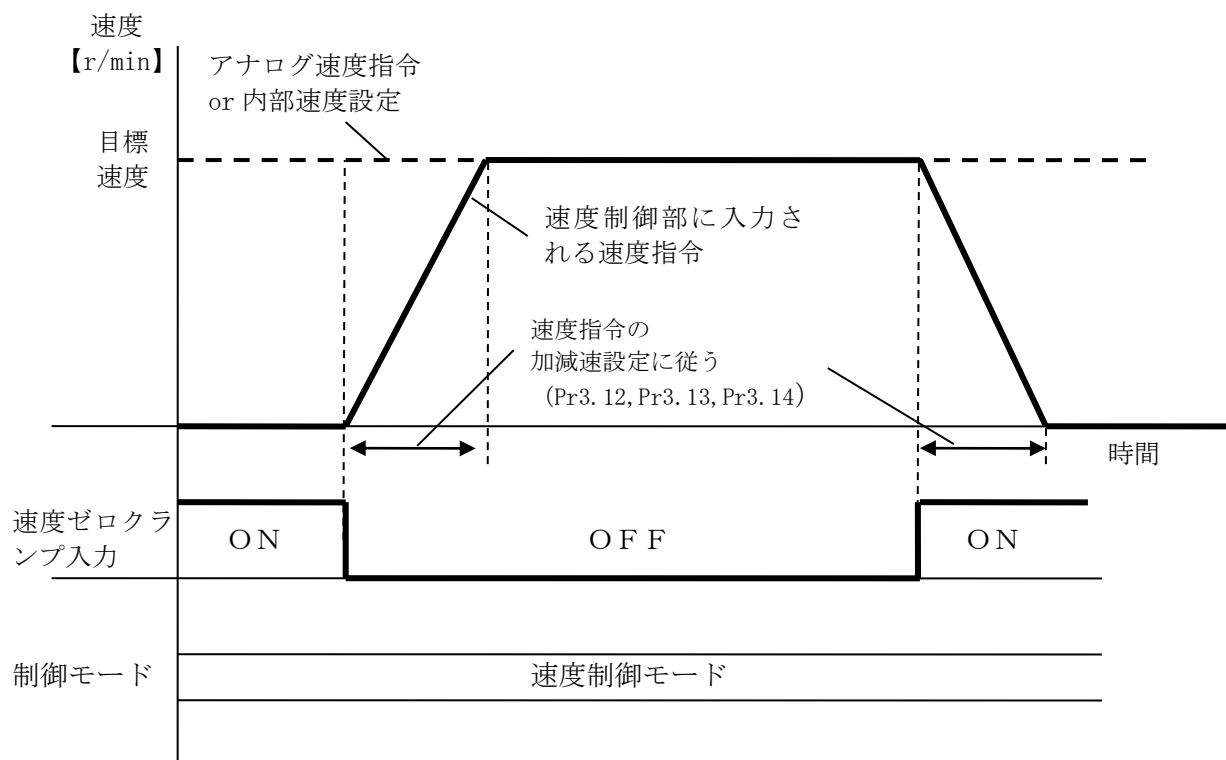 速度
【r/min】
アナログ速度指令
or 内部速度設定
目標
速度
速度制御部に入力さ
れる速度指令
速度指令の
加減速設定に従う
(Pr3.12,Pr3.13,Pr3.14)
時間
速度ゼロクラ
ンプ入力
ON
OFF
ON
制御モード
速度制御モード